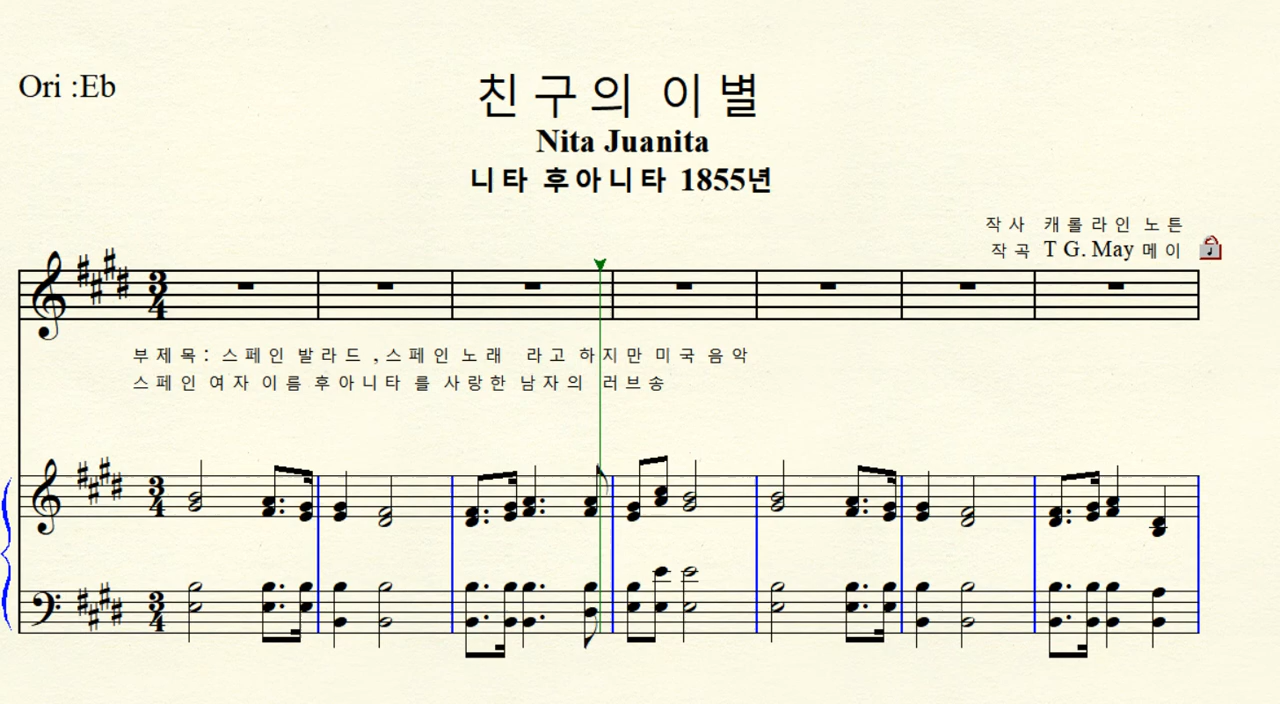 Ori :Eb
친구의 이별
Nita Juanita
니타 후아니타 1855년
작사 캐롤라인 노튼
작곡 T G. May 메이
부제목: 스페인 발라드 ,스페인 노래 라고 하지만 미국 음악
스페인 여자 이름 후아니타 를 사랑한 남자의 러브송